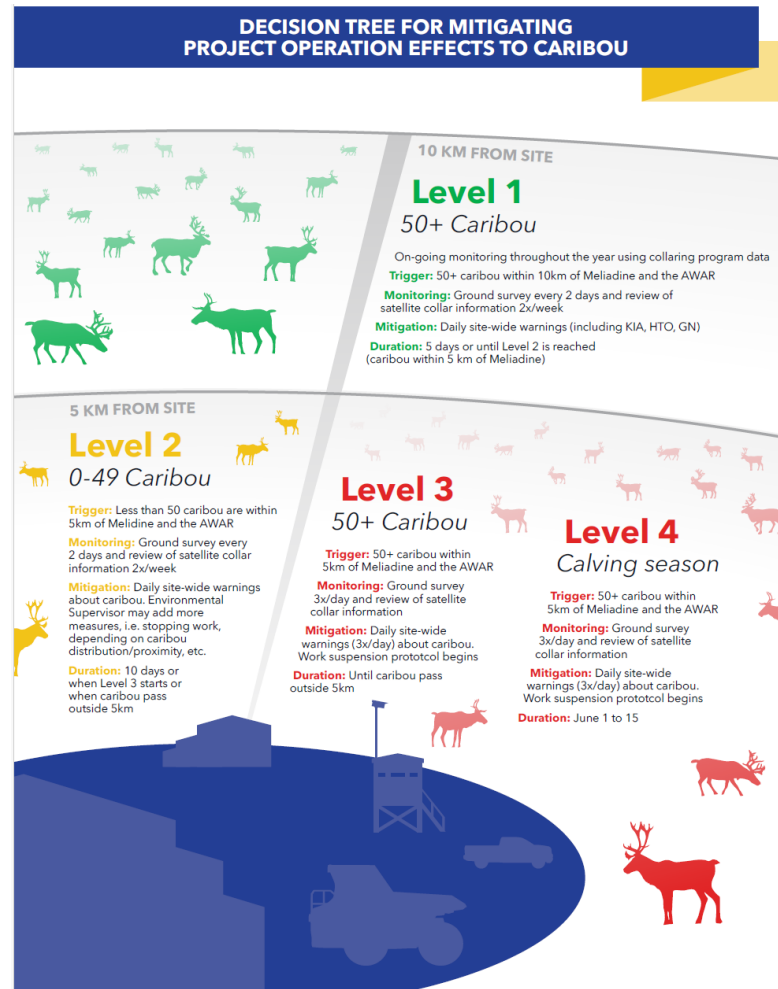 DECISION TREE FOR MITIGATING
PROJECT OPERATION EFFECTS TO CARIBOU
10 KM FROM SITE
Level 1
50+ Caribou
On-going monitoring throughout the year using collaring program data
Trigger: 50+ caribou within 10km of Meliadine and the AWAR
Monitoring: Ground survey every 2 days and review of
satellite collar information 2x/week
Mitigation: Daily site-wide warnings (including KIA, HTO, GN)
Duration: 5 days or until Level 2 is reached
(caribou within 5 km of Meliadine)
5 KM FROM SITE
Level 2
0-49 Caribou
Trigger: Less than 50 caribou are within
5km of Melidine and the AWAR
Monitoring: Ground survey every
2 days and review of satellite collar
information 2x/week
Mitigation: Daily site-wide warnings
about caribou. Environmental
Supervisor may add more
measures, i.e. stopping work,
depending on caribou
distribution/proximity, etc.
Duration: 10 days or
when Level 3 starts or
when caribou pass
outside 5km
Level 3
50+ Caribou
Trigger: 50+ caribou within
5km of Meliadine and the AWAR
Monitoring: Ground survey
3x/day and review of satellite
collar information
Mitigation: Daily site-wide
warnings (3x/day) about caribou.
Work suspension prototcol begins
Duration: Until caribou pass
outside 5km
Level 4
Calving season
Trigger: 50+ caribou within
5km of Meliadine and the AWAR
Monitoring: Ground survey
3x/day and review of satellite
collar information
Mitigation: Daily site-wide
warnings (3x/day) about caribou.
Work suspension prototcol begins
Duration: June 1 to 15